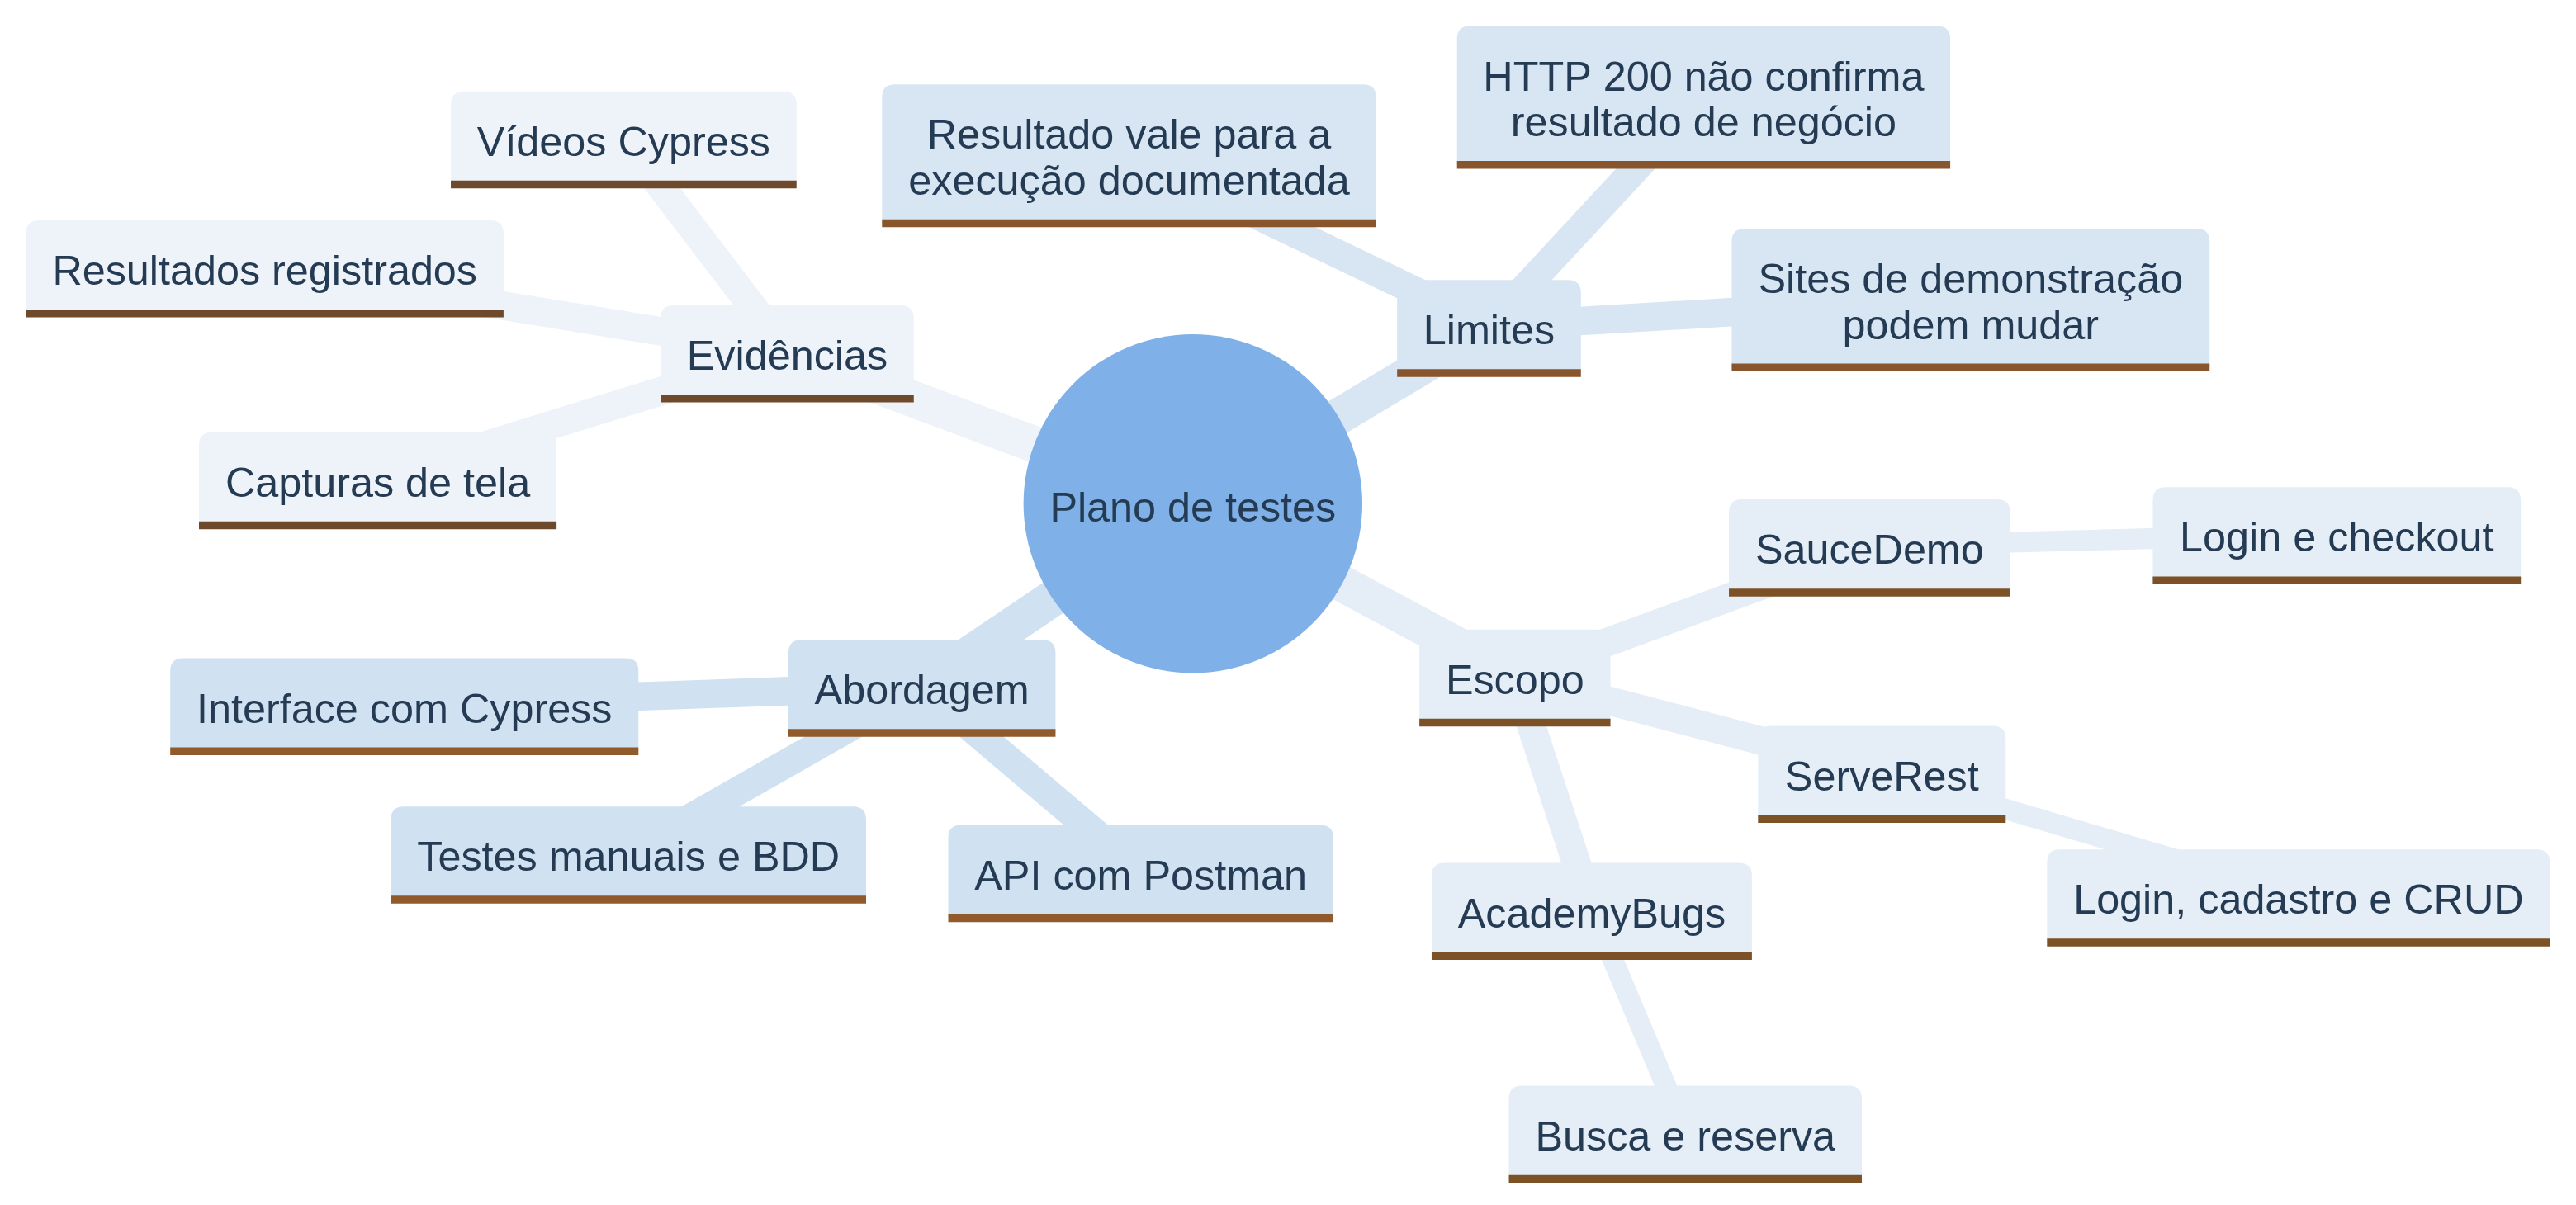 Plano de testes
Escopo
SauceDemo
Login e checkout
ServeRest
Login, cadastro e CRUD
AcademyBugs
Busca e reserva
Abordagem
Testes manuais e BDD
Interface com Cypress
API com Postman
Evidências
Capturas de tela
Resultados registrados
Vídeos Cypress
Limites
Resultado vale para a
execução documentada
HTTP 200 não confirma
resultado de negócio
Sites de demonstração
podem mudar